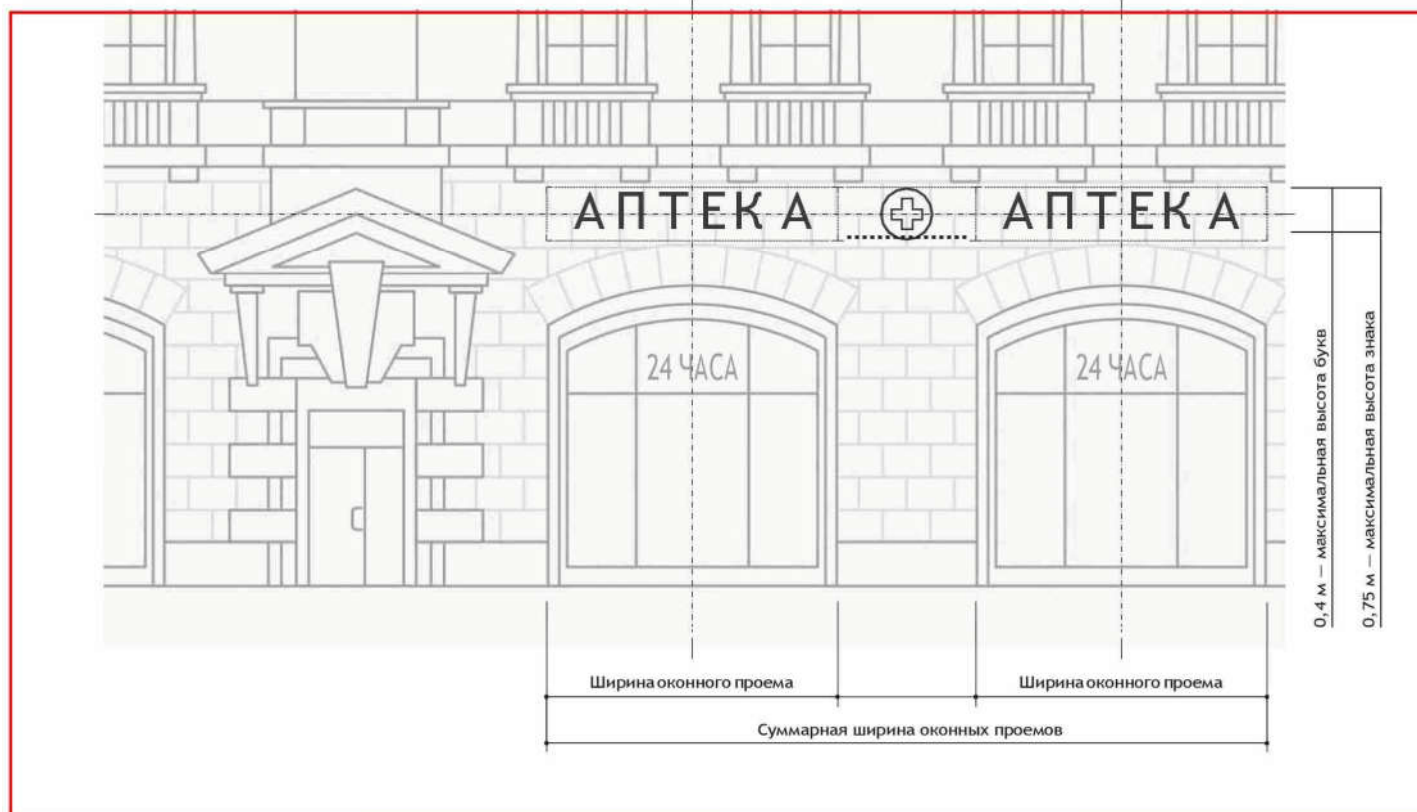 АПТЕКА АПТЕКА
24 ЧАСА 24 ЧАСА
0,4 м — максимальная высота букв
0,75 м — максимальная высота знака
Ширина оконного проема Ширина оконного проема
Суммарная ширина оконных проемов